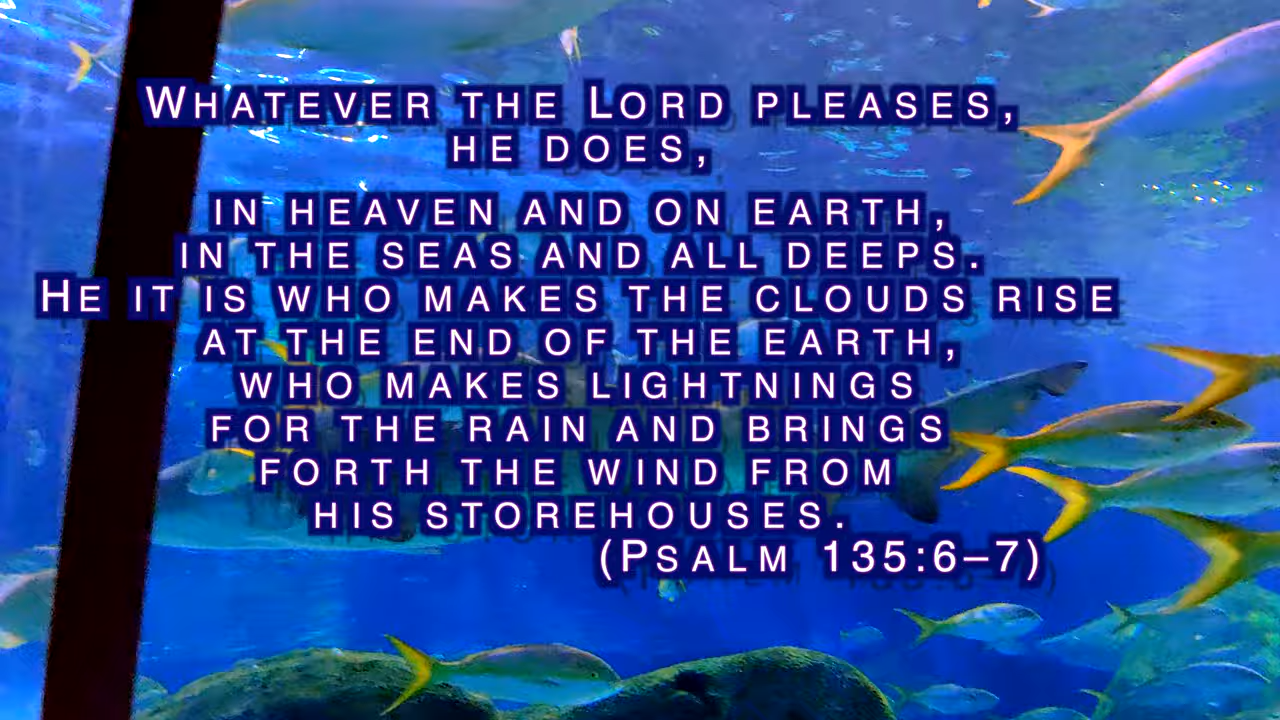 Whatever the Lord pleases,
he does,
in heaven and on earth,
in the seas and all deeps.
He it is who makes the clouds rise
at the end of the earth,
who makes lightnings
for the rain and brings
forth the wind from
his storehouses.
(Psalm 135:6–7)